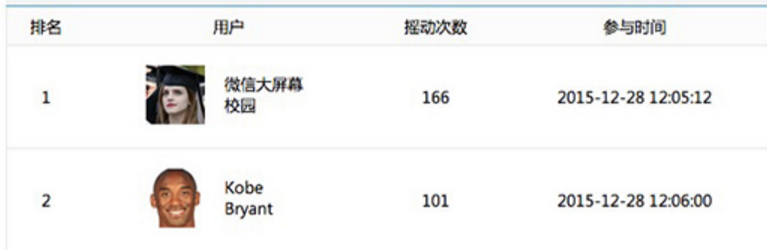 排名 用户 摇动次数 参与时间
1 微信大屏幕 166 2015-12-28 12:05:12
校园
2 Kobe 101 2015-12-28 12:06:00
Bryant